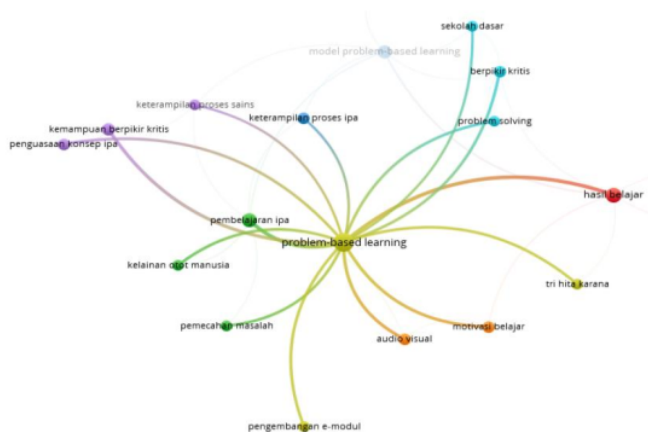 sekolah dasar
model problem-based learning
berpikir kritis
keterampilan proses sains
keterampilan proses ipa
problem solving
kemampuan berpikir kritis
penguasaan konsep ipa
hasil belajar
pembelajaran ipa
problem-based learning
kelainan otot manusia
tri hita karana
pemecahan masalah
motivasi belajar
audio visual
pengembangan e-modul